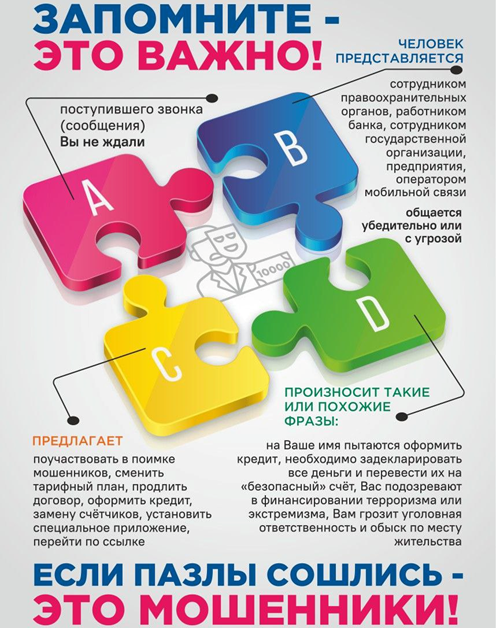 ЗАПОМНИТЕ -
ЭТО ВАЖНО!
ЧЕЛОВЕК
ПРЕДСТАВЛЯЕТСЯ
поступившего звонка
(сообщения)
Вы не ждали
сотрудником
правоохранительных
органов, работником
банка, сотрудником
государственной
организации,
предприятия,
оператором
мобильной связи
общается
убедительно или
с угрозой
A
B
10000
C
D
ПРЕДЛАГАЕТ
поучаствовать в поимке
мошенников, сменить
тарифный план, продлить
договор, оформить кредит,
замену счётчиков, установить
специальное приложение,
перейти по ссылке
ПРОИЗНОСИТ ТАКИЕ
ИЛИ ПОХОЖИЕ
ФРАЗЫ:
на Ваше имя пытаются оформить
кредит, необходимо задекларировать
все деньги и перевести их на
«безопасный» счёт, Вас подозревают
в финансировании терроризма или
экстремизма, Вам грозит уголовная
ответственность и обыск по месту
жительства
ЕСЛИ ПАЗЛЫ СОШЛИСЬ -
ЭТО МОШЕННИКИ!